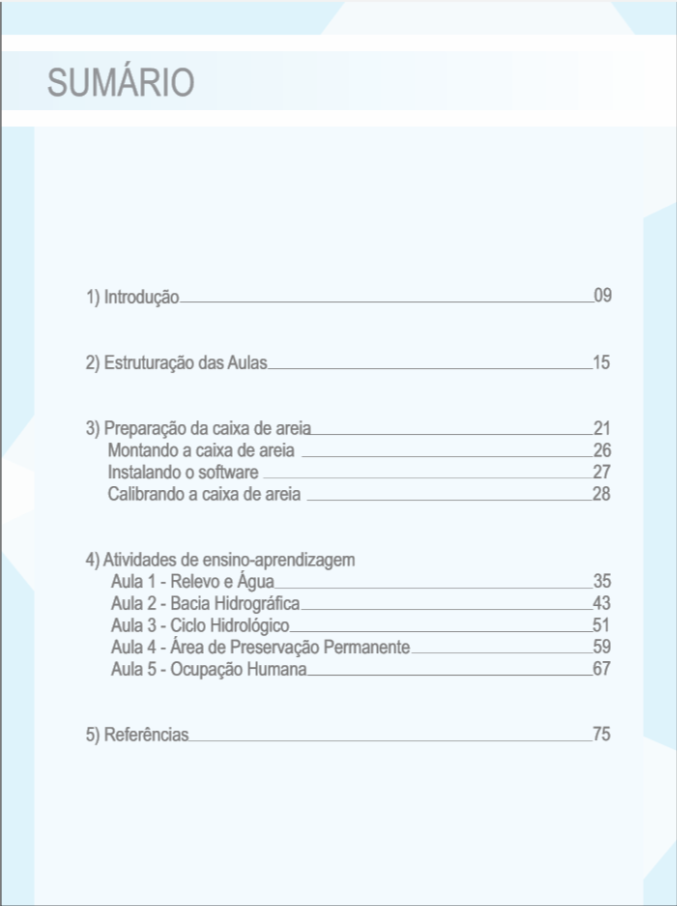 SUMÁRIO
1) Introdução 09
2) Estruturação das Aulas 15
3) Preparação da caixa de areia 21
Montando a caixa de areia 26
Instalando o software 27
Calibrando a caixa de areia 28
4) Atividades de ensino-aprendizagem
Aula 1 - Relevo e Água 35
Aula 2 - Bacia Hidrográfica 43
Aula 3 - Ciclo Hidrológico 51
Aula 4 - Área de Preservação Permanente 59
Aula 5 - Ocupação Humana 67
5) Referências 75